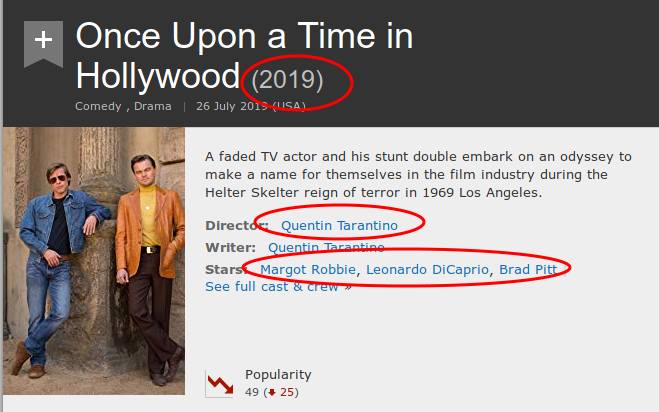 Once Upon a Time in
Hollywood (2019)
Comedy , Drama | 26 July 2019 (USA)
A faded TV actor and his stunt double embark on an odyssey to
make a name for themselves in the film industry during the
Helter Skelter reign of terror in 1969 Los Angeles.
Director: Quentin Tarantino
Writer: Quentin Tarantino
Stars: Margot Robbie, Leonardo DiCaprio, Brad Pitt
See full cast & crew »
Popularity
49 (25)